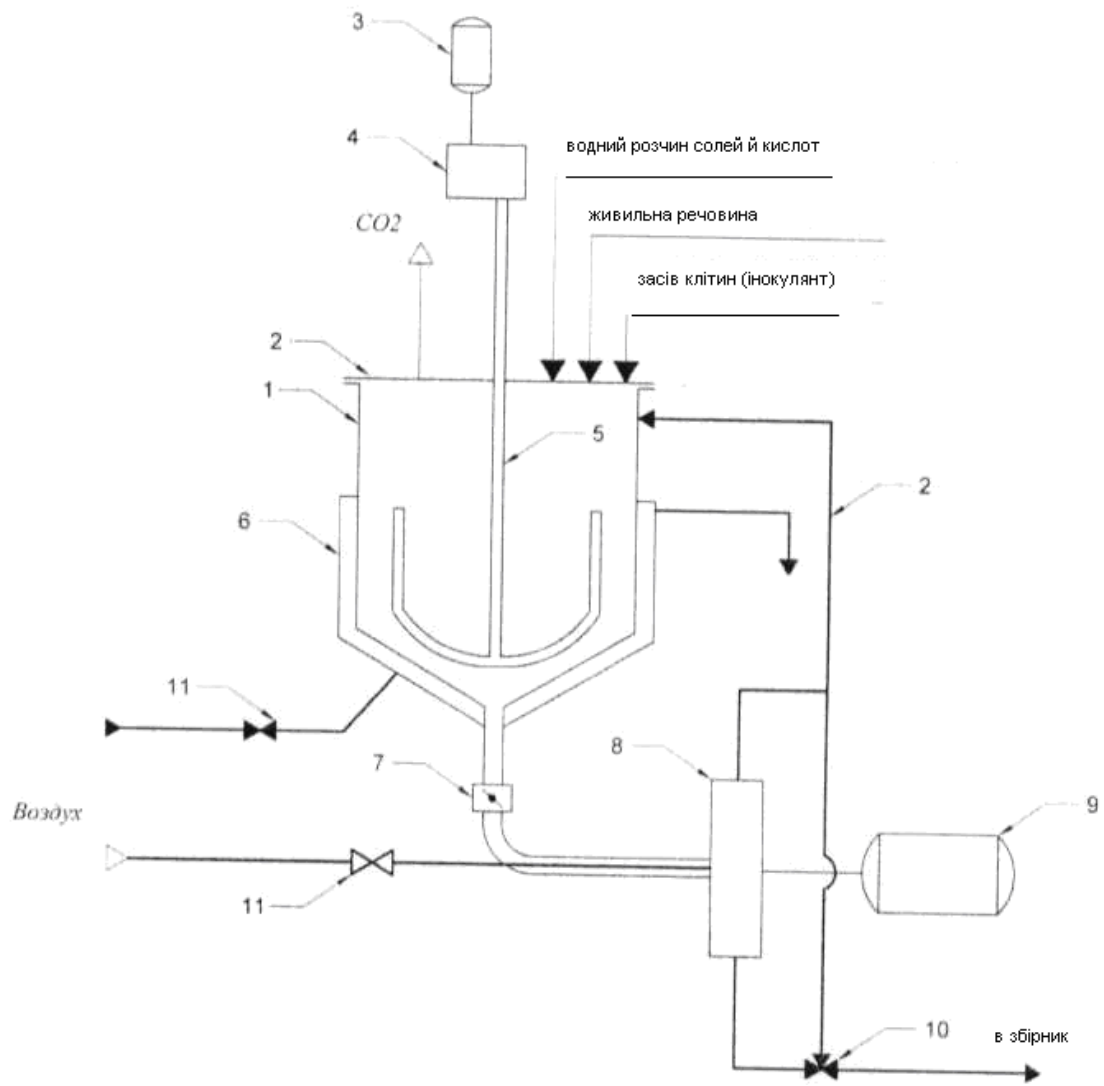 3
4
водний розчин солей й кислот
живильна речовина
CO2
засів клітин (інокулянт)
2
1
5
2
6
11
8
7
Воздух
9
11
10
в збірник